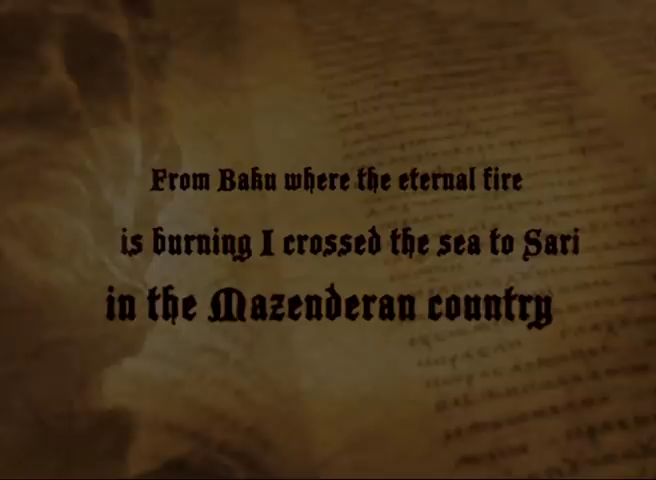 From Baku where the eternal fire
is burning I crossed the sea to Sari
in the Mazenderan country